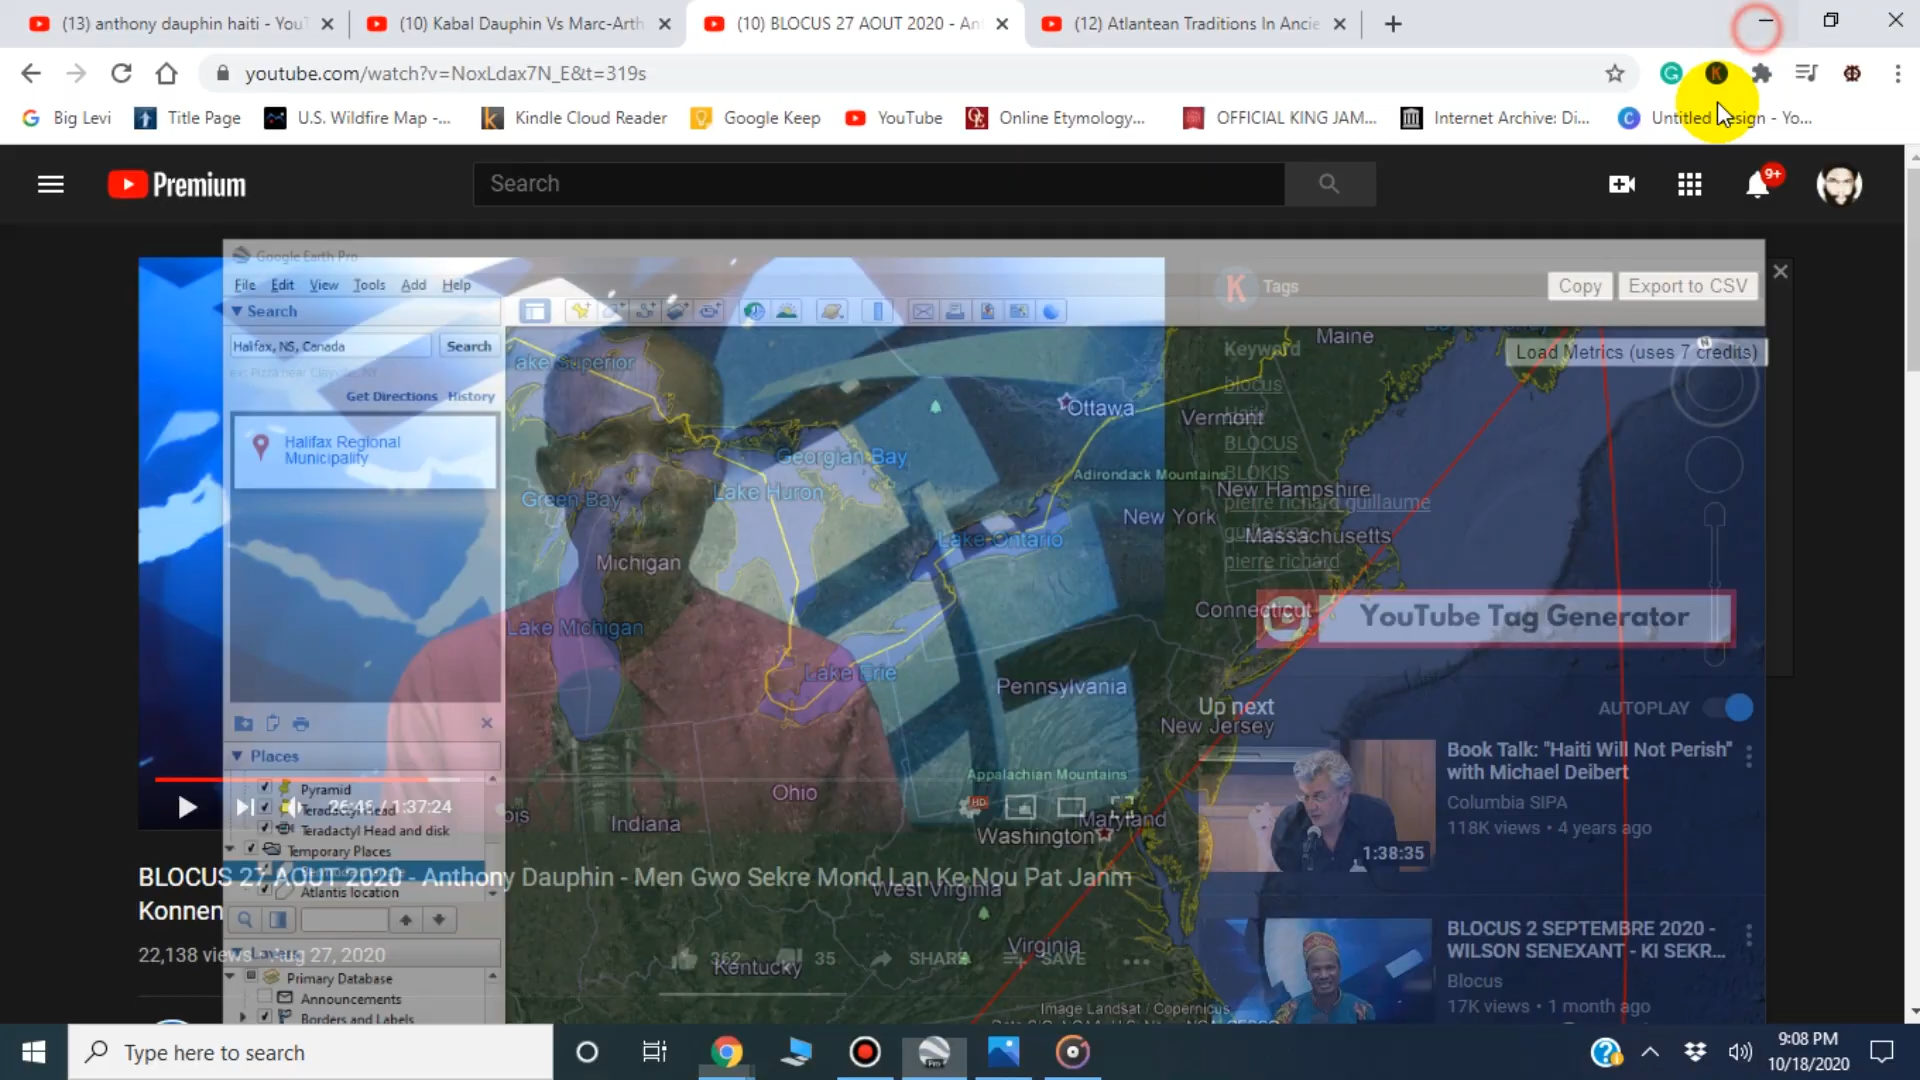 (13) anthony dauphin haiti - YouT
(10) Kabal Dauphin Vs Marc-Arth
(10) BLOCUS 27 AOUT 2020 - An
(12) Atlantean Traditions In Ancie
youtube.com/watch?v=NoxLdax7N_E&t=319s
Big Levi
Title Page
U.S. Wildfire Map -...
Kindle Cloud Reader
Google Keep
YouTube
Online Etymology...
OFFICIAL KING JAM...
Internet Archive: Di...
Untitled Design - Yo...
Premium
Search
9+
Google Earth Pro
File Edit View Tools Add Help
Search
Halifax, NS, Canada
Search
Get Directions History
Halifax Regional
Municipality
Places
Pyramid
Teradactyl Head
Teradactyl Head and disk
Temporary Places
Atlantis location
Layers
Primary Database
Announcements
Borders and Labels
Lake Superior
Ottawa
Georgian Bay
Green Bay
Lake Huron
Lake Ontario
Michigan
Lake Michigan
Lake Erie
Adirondack Mountains
Maine
Vermont
New Hampshire
New York
Massachusetts
Connecticut
Pennsylvania
New Jersey
Appalachian Mountains
Ohio
Indiana
Maryland
Washington
West Virginia
Virginia
Kentucky
Image Landsat / Copernicus
K Tags
Copy
Export to CSV
Keyword
Load Metrics (uses 7 credits)
blocus
BLOCUS
BLOKIS
pierre richard guillaume
pierre richard
YouTube Tag Generator
Up next
AUTOPLAY
Book Talk: "Haiti Will Not Perish"
with Michael Deibert
Columbia SIPA
118K views • 4 years ago
1:38:35
BLOCUS 2 SEPTEMBRE 2020 -
WILSON SENEXANT - KI SEKR...
Blocus
17K views • 1 month ago
/ 1:37:24
HD
BLOCUS 27 AOUT 2020 - Anthony Dauphin - Men Gwo Sekre Mond Lan Ke Nou Pat Janm
Konnen
22,138 views • Aug 27, 2020
362
35
SHARE
SAVE
Type here to search
9:08 PM
10/18/2020